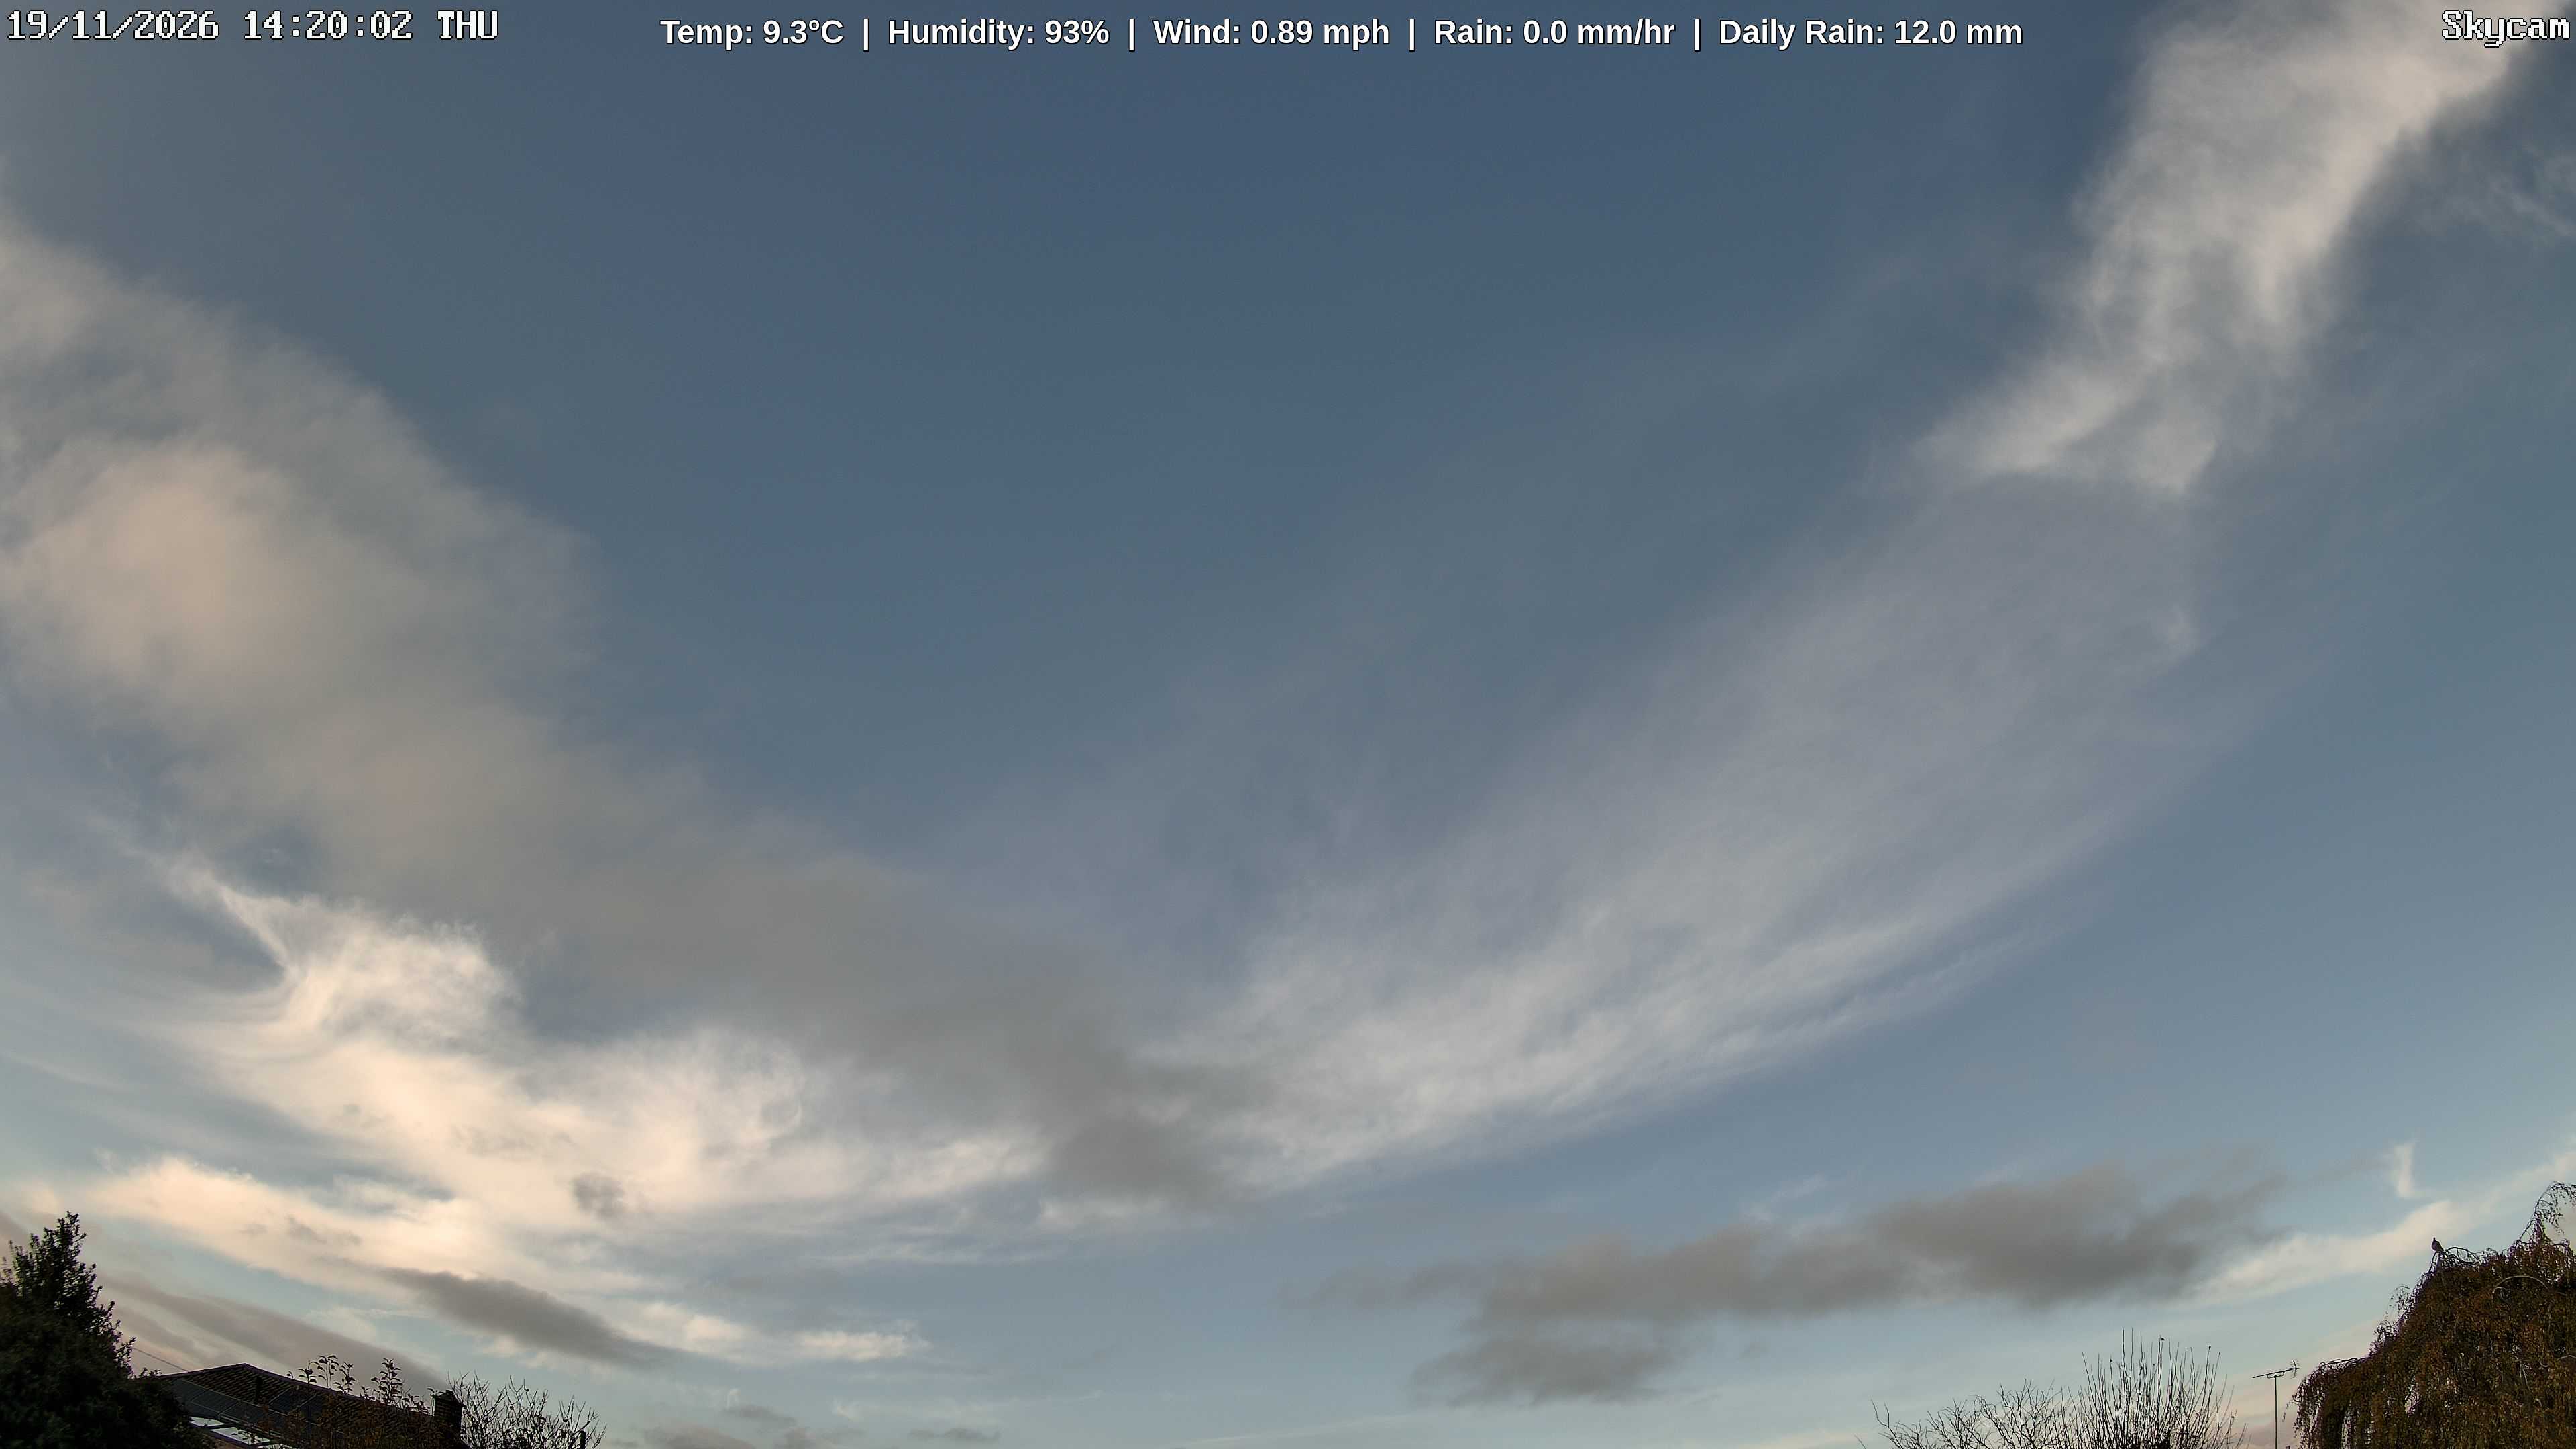 19/11/2026 14:20:02 THU
Temp: 9.3°C | Humidity: 93% | Wind: 0.89 mph | Rain: 0.0 mm/hr | Daily Rain: 12.0 mm
Skycam